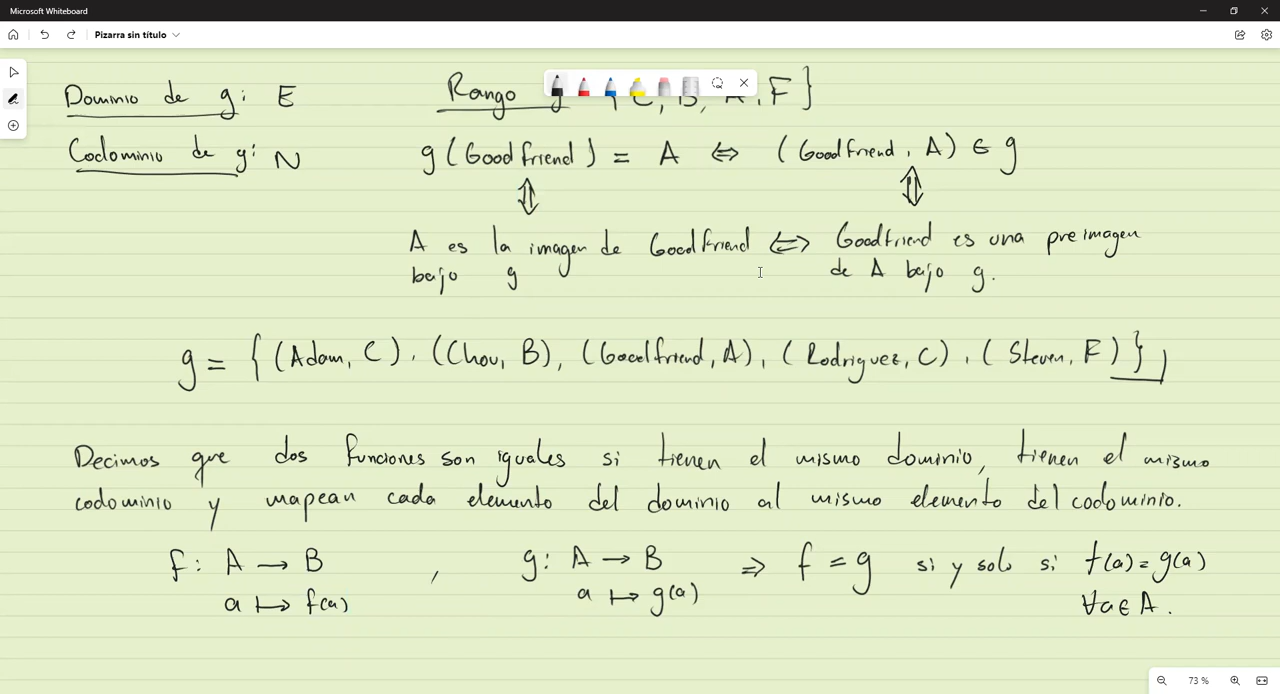 Microsoft Whiteboard
Pizarra sin título
Dominio de g: E
Rango g { C, B, A, F }
Codominio de g: N
g (Goodfriend) = A ⇔ (Goodfriend, A) ∈ g
⇕ ⇕
A es la imagen de Goodfriend ⇔ Goodfriend es una preimagen
bajo g de A bajo g.
g = { (Adam, C), (Chou, B), (Goodfriend, A), (Rodriguez, C), (Steven, F) }
Decimos que dos funciones son iguales si tienen el mismo dominio, tienen el mismo
codominio y mapean cada elemento del dominio al mismo elemento del codominio.
f: A → B , g: A → B ⇒ f = g si y solo si f(a) = g(a)
a ↦ f(a) a ↦ g(a) ∀a ∈ A.
73 %